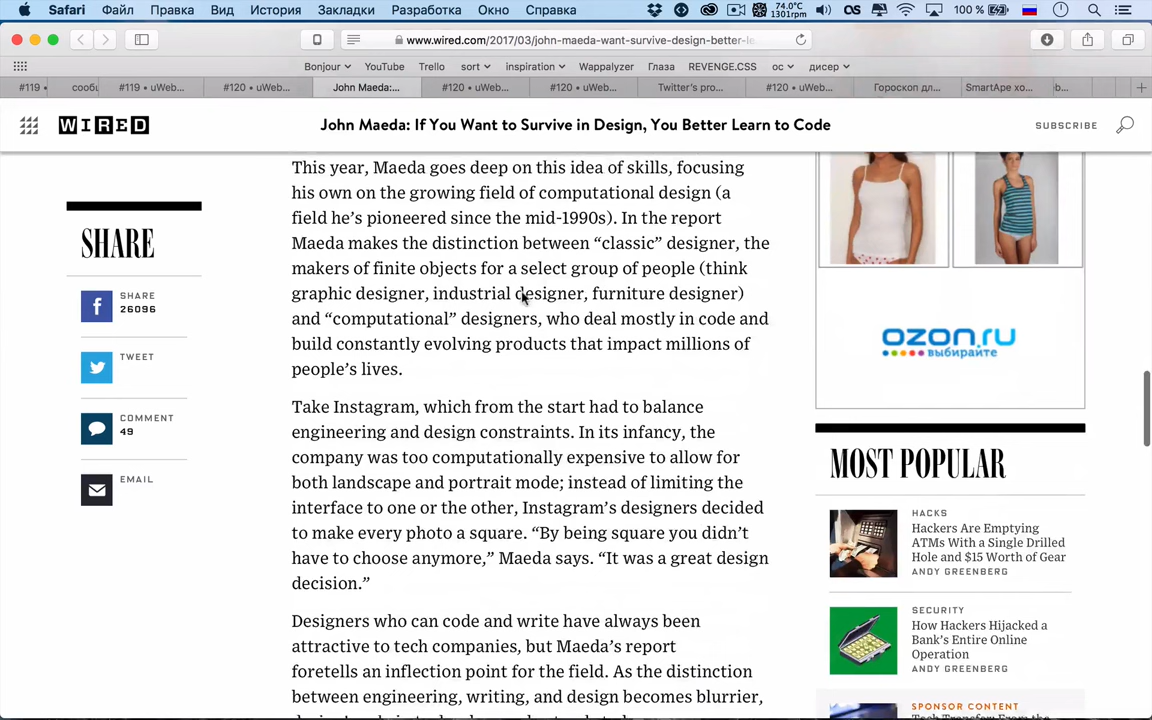 Safari Файл Правка Вид История Закладки Разработка Окно Справка 74.0°C 1301rpm 100 %
www.wired.com/2017/03/john-maeda-want-survive-design-better-le
Bonjour YouTube Trello sort inspiration Wappalyzer Глаза REVENGE.CSS ос дисер
#119 • сообц #119 • uWeb... #120 • uWeb... John Maeda:... #120 • uWeb... #120 • uWeb... Twitter’s pro... #120 • uWeb... Гороскоп дл... SmartApe хо... b...
WIRED John Maeda: If You Want to Survive in Design, You Better Learn to Code SUBSCRIBE
SHARE
SHARE
26096
TWEET
COMMENT
49
EMAIL
This year, Maeda goes deep on this idea of skills, focusing
his own on the growing field of computational design (a
field he’s pioneered since the mid-1990s). In the report
Maeda makes the distinction between “classic” designer, the
makers of finite objects for a select group of people (think
graphic designer, industrial designer, furniture designer)
and “computational” designers, who deal mostly in code and
build constantly evolving products that impact millions of
people’s lives.
Take Instagram, which from the start had to balance
engineering and design constraints. In its infancy, the
company was too computationally expensive to allow for
both landscape and portrait mode; instead of limiting the
interface to one or the other, Instagram’s designers decided
to make every photo a square. “By being square you didn’t
have to choose anymore,” Maeda says. “It was a great design
decision.”
Designers who can code and write have always been
attractive to tech companies, but Maeda’s report
foretells an inflection point for the field. As the distinction
between engineering, writing, and design becomes blurrier,
ozon.ru
выбирайте
MOST POPULAR
HACKS
Hackers Are Emptying
ATMs With a Single Drilled
Hole and $15 Worth of Gear
ANDY GREENBERG
SECURITY
How Hackers Hijacked a
Bank’s Entire Online
Operation
ANDY GREENBERG
SPONSOR CONTENT
Tech Transfer: From the